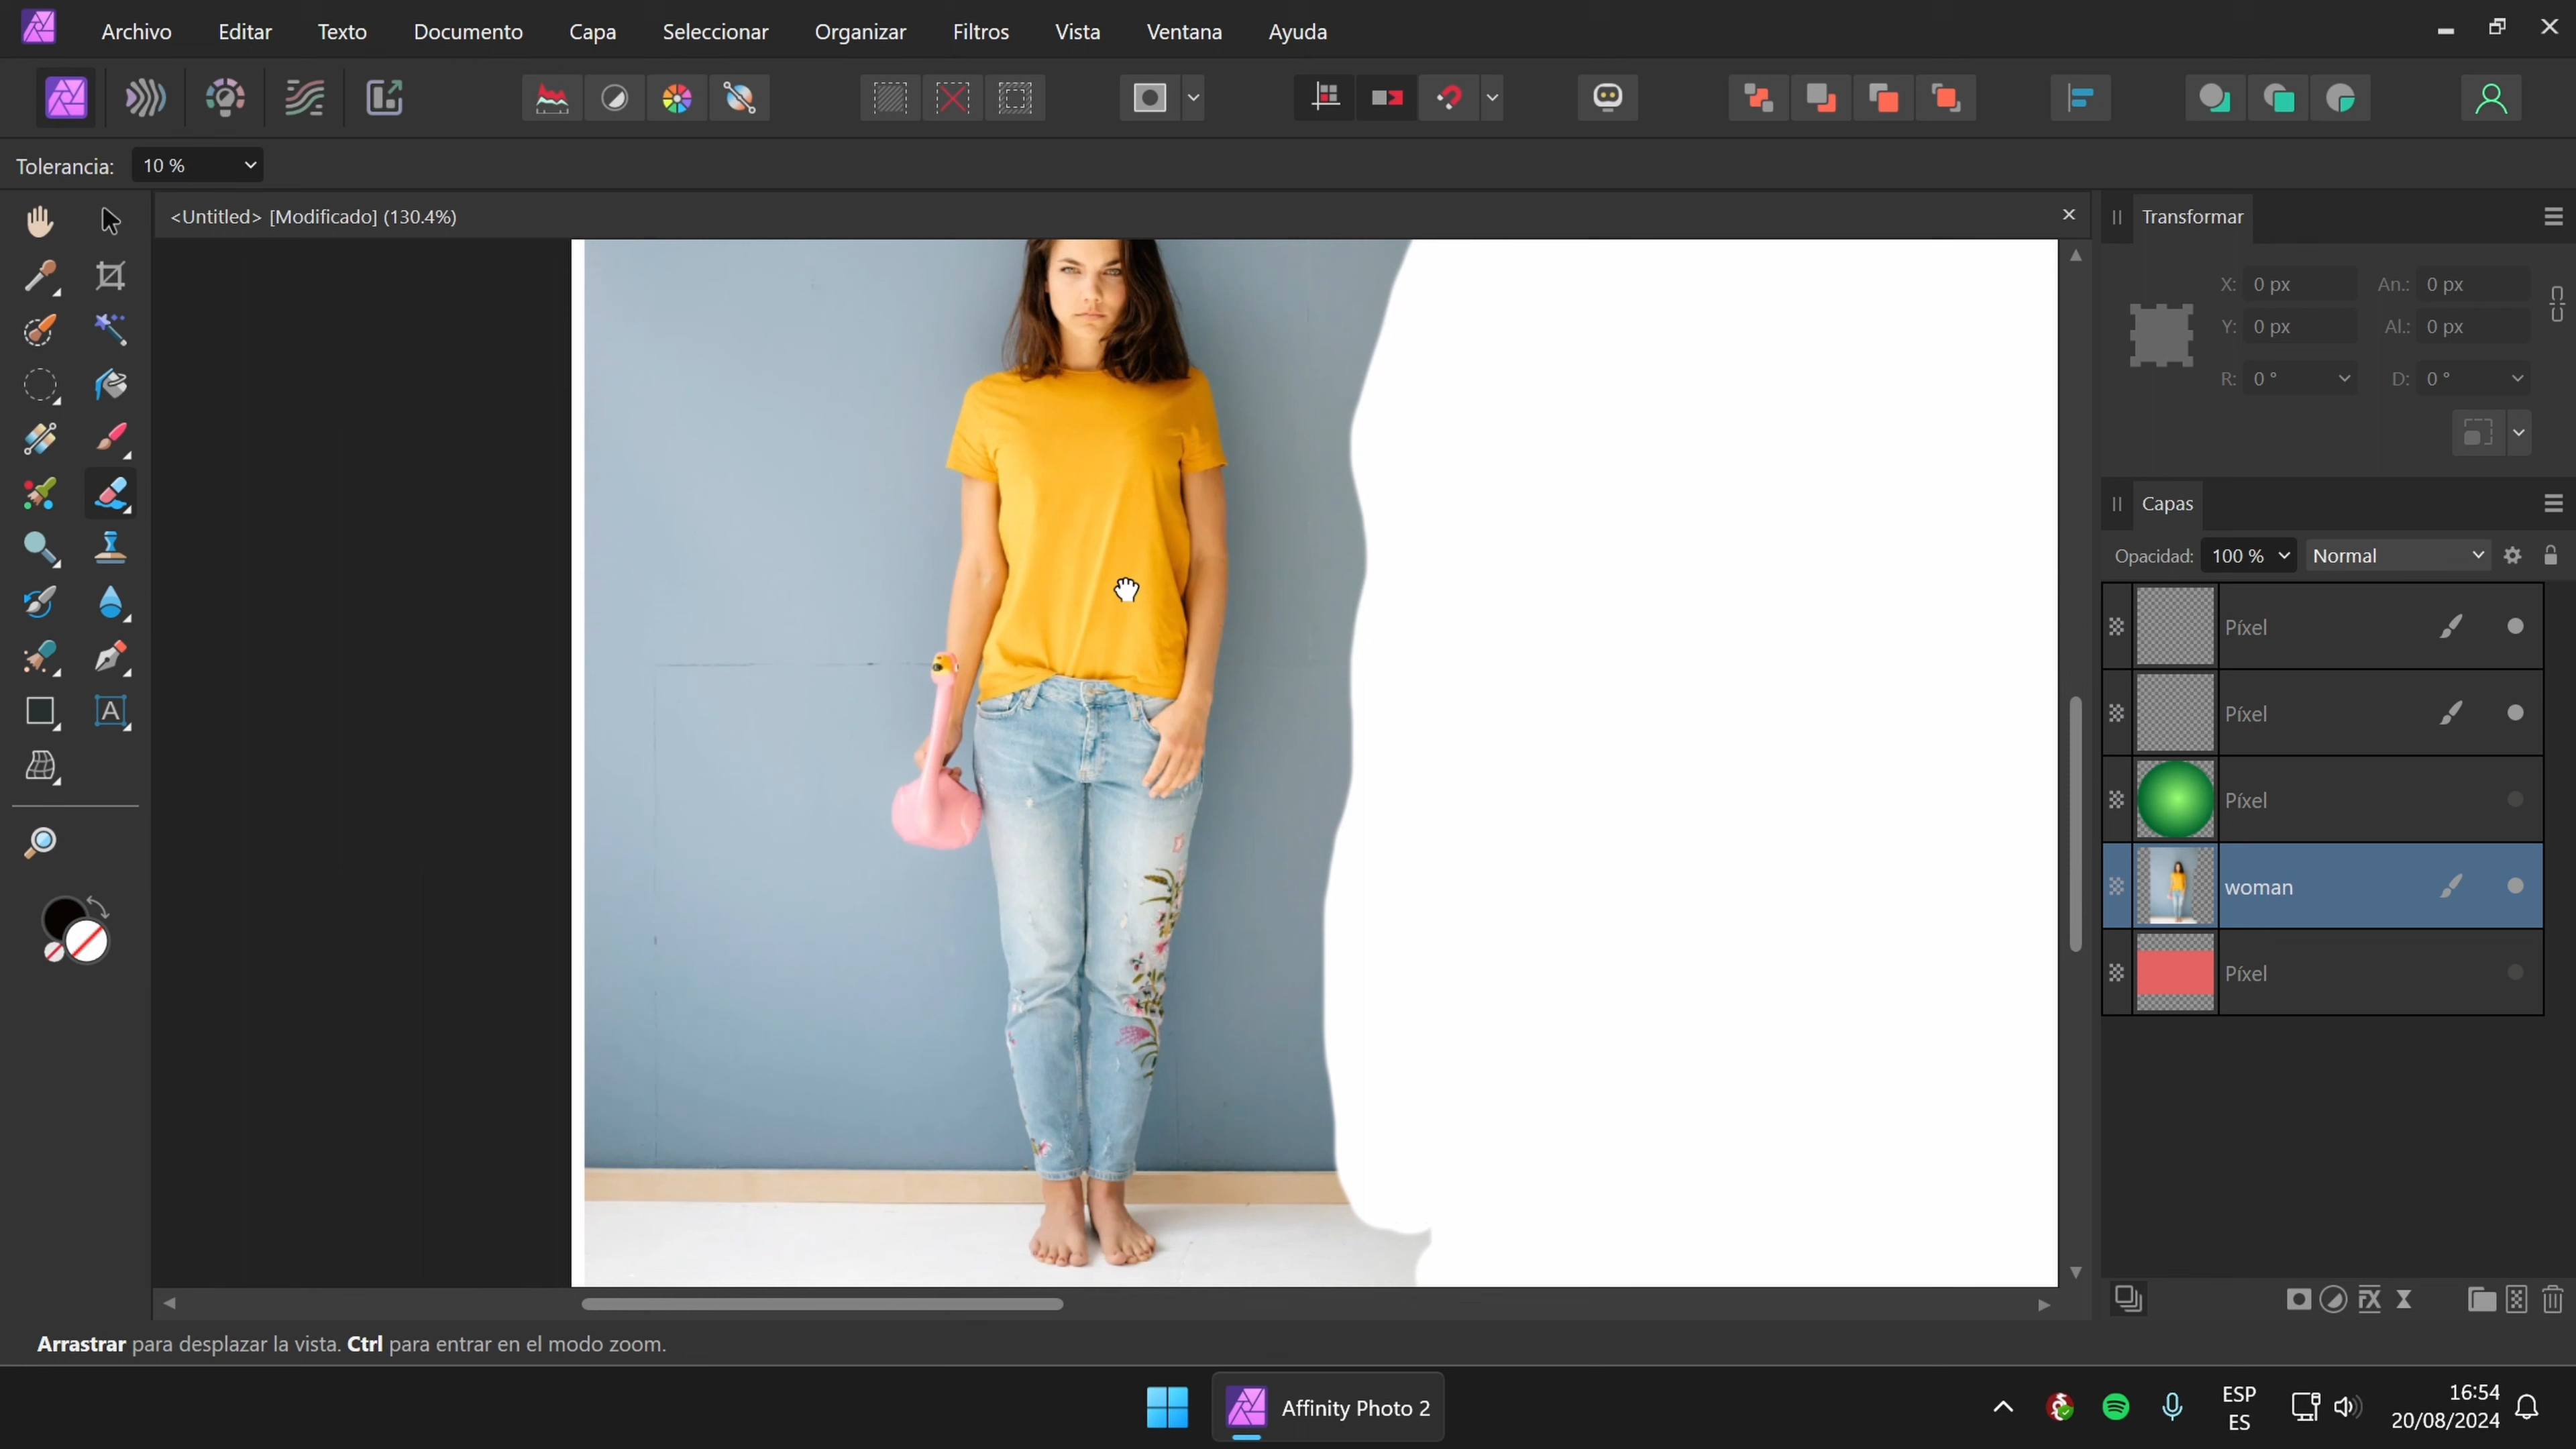 Archivo Editar Texto Documento Capa Seleccionar Organizar Filtros Vista Ventana Ayuda
Tolerancia: 10 %
<Untitled> [Modificado] (130.4%)
Transformar
X: 0 px An.: 0 px
Y: 0 px Al.: 0 px
R: 0 ° D: 0 °
Capas
Opacidad: 100 % Normal
Píxel
Píxel
Píxel
woman
Píxel
Arrastrar para desplazar la vista. Ctrl para entrar en el modo zoom.
Affinity Photo 2
ESP
ES
16:54
20/08/2024